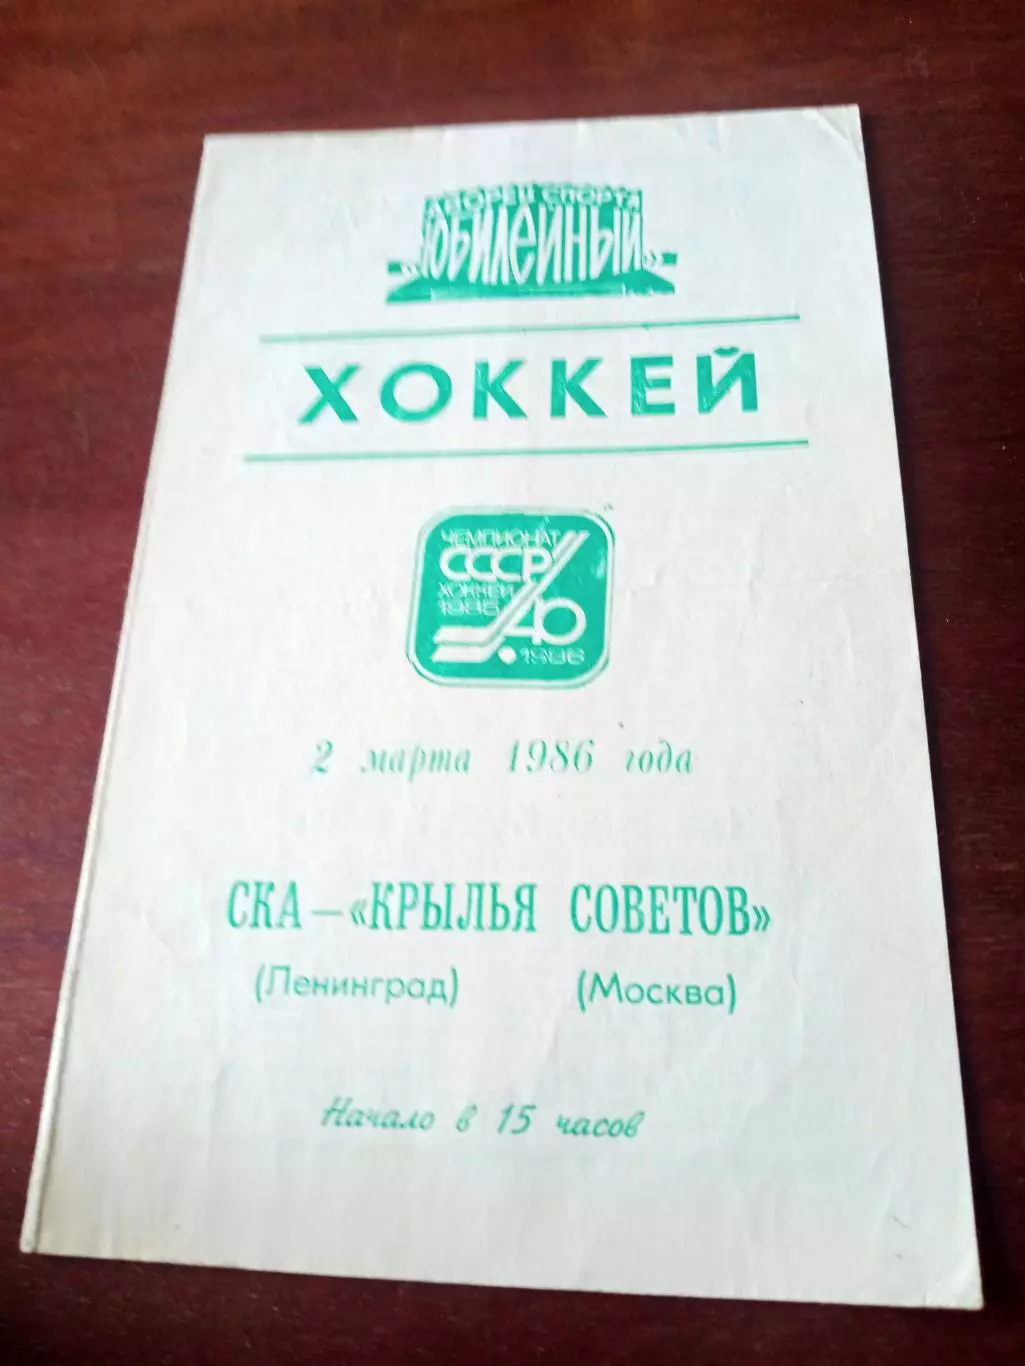 ДВОРЕЦ СПОРТА
«ЮБИЛЕЙНЫЙ»
ХОККЕЙ
ЧЕМПИОНАТ
СССР
ХОККЕЙ
1985
40
1986
2 марта 1986 года
СКА — «КРЫЛЬЯ СОВЕТОВ»
(Ленинград) (Москва)
Начало в 15 часов